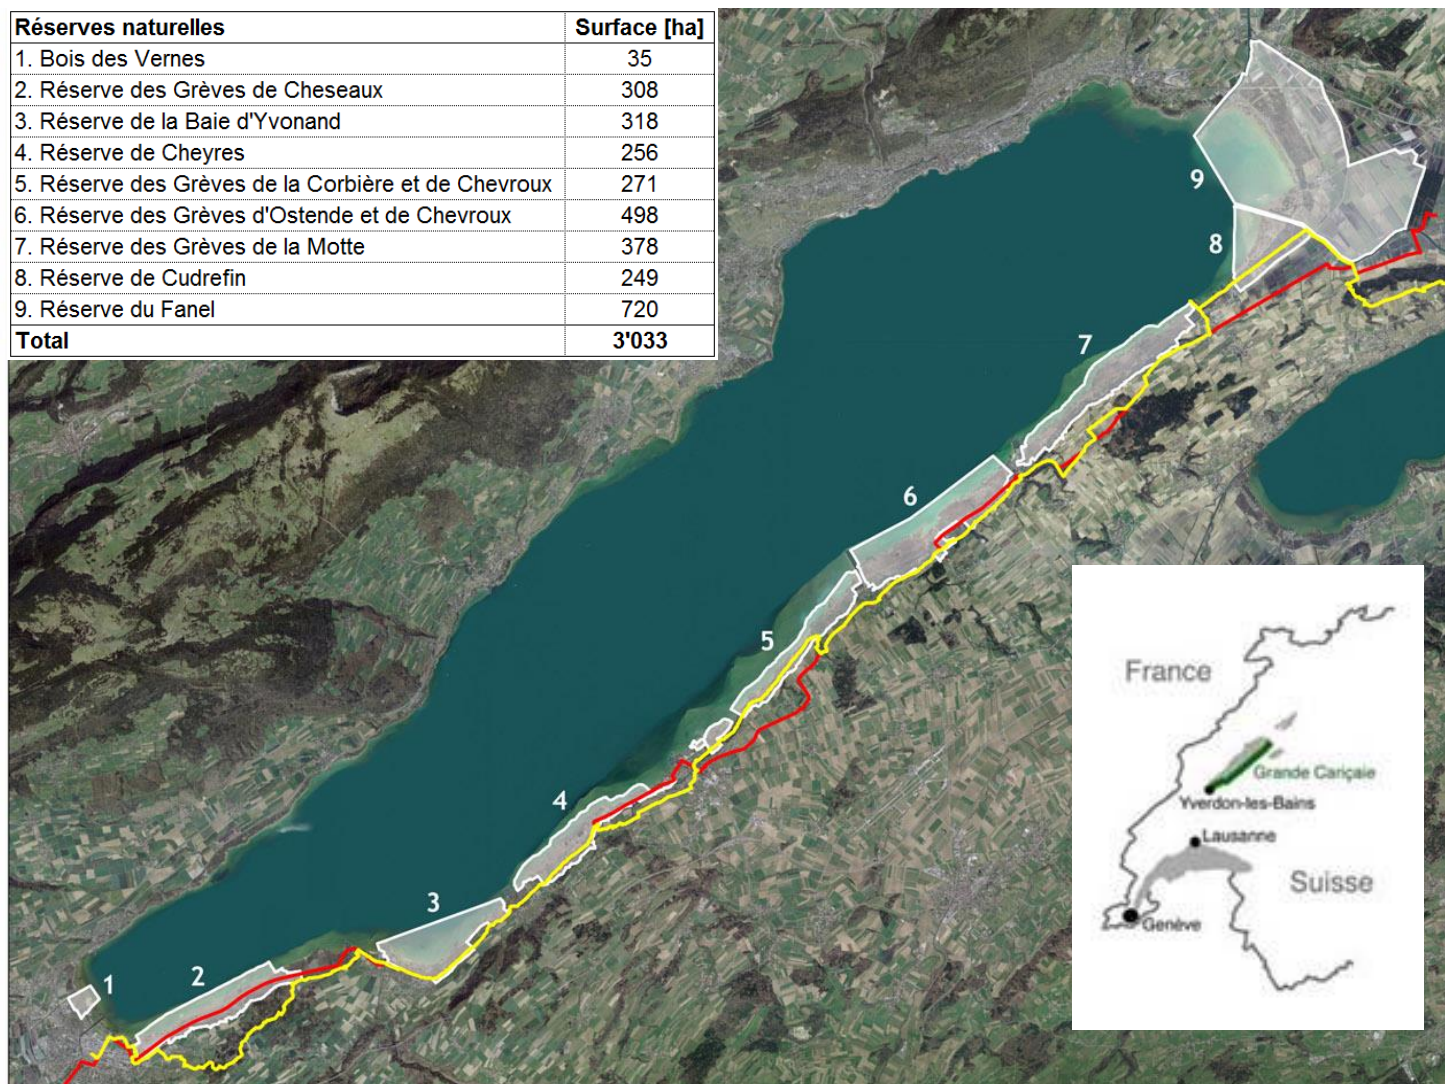 Réserves naturelles Surface [ha]
1. Bois des Vernes 35
2. Réserve des Grèves de Cheseaux 308
3. Réserve de la Baie d'Yvonand 318
4. Réserve de Cheyres 256
5. Réserve des Grèves de la Corbière et de Chevroux 271
6. Réserve des Grèves d'Ostende et de Chevroux 498
7. Réserve des Grèves de la Motte 378
8. Réserve de Cudrefin 249
9. Réserve du Fanel 720
Total 3'033
9
8
7
6
5
4
3
2
1
France
Grande Cariçaie
Yverdon-les-Bains
Lausanne
Suisse
Genève